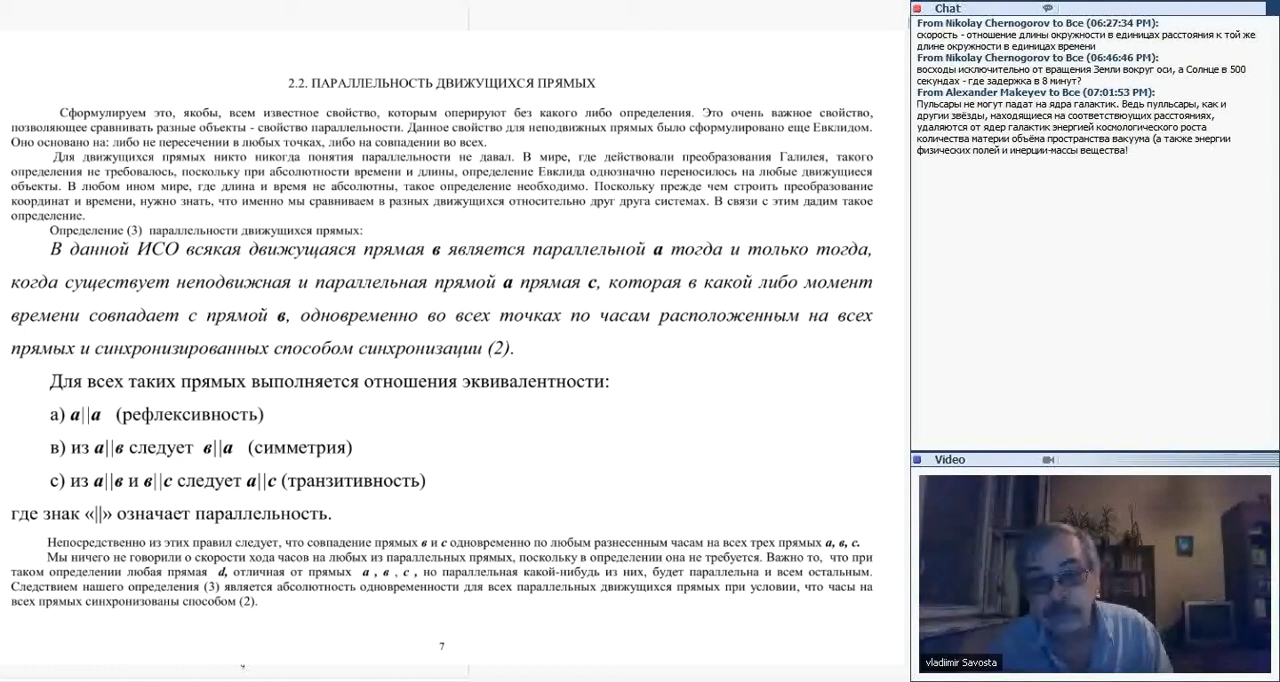 2.2. ПАРАЛЛЕЛЬНОСТЬ ДВИЖУЩИХСЯ ПРЯМЫХ
Сформулируем это, якобы, всем известное свойство, которым оперируют без какого либо определения. Это очень важное свойство,
позволяющее сравнивать разные объекты - свойство параллельности. Данное свойство для неподвижных прямых было сформулировано еще Евклидом.
Оно основано на: либо не пересечении в любых точках, либо на совпадении во всех.
Для движущихся прямых никто никогда понятия параллельности не давал. В мире, где действовали преобразования Галилея, такого
определения не требовалось, поскольку при абсолютности времени и длины, определение Евклида однозначно переносилось на любые движущиеся
объекты. В любом ином мире, где длина и время не абсолютны, такое определение необходимо. Поскольку прежде чем строить преобразование
координат и времени, нужно знать, что именно мы сравниваем в разных движущихся относительно друг друга системах. В связи с этим дадим такое
определение.
Определение (3) параллельности движущихся прямых:
В данной ИСО всякая движущаяся прямая в является параллельной а тогда и только тогда,
когда существует неподвижная и параллельная прямой а прямая с, которая в какой либо момент
времени совпадает с прямой в, одновременно во всех точках по часам расположенным на всех
прямых и синхронизированных способом синхронизации (2).
Для всех таких прямых выполняется отношения эквивалентности:
а) а||а (рефлексивность)
в) из а||в следует в||а (симметрия)
с) из а||в и в||с следует а||с (транзитивность)
где знак «||» означает параллельность.
Непосредственно из этих правил следует, что совпадение прямых в и с одновременно по любым разнесенным часам на всех трех прямых а, в, с.
Мы ничего не говорили о скорости хода часов на любых из параллельных прямых, поскольку в определении она не требуется. Важно то, что при
таком определении любая прямая d, отличная от прямых а , в , с , но параллельная какой-нибудь из них, будет параллельна и всем остальным.
Следствием нашего определения (3) является абсолютность одновременности для всех параллельных движущихся прямых при условии, что часы на
всех прямых синхронизированы способом (2).
7
Chat
From Nikolay Chernogorov to Все (06:27:34 PM):
скорость - отношение длины окружности в единицах расстояния к той же
длине окружности в единицах времени
From Nikolay Chernogorov to Все (06:46:46 PM):
восходы исключительно от вращения Земли вокруг оси, а Солнце в 500
секундах - где задержка в 8 минут?
From Alexander Makeyev to Все (07:01:53 PM):
Пульсары не могут падат на ядра галактик. Ведь пулльсары, как и
другии звёзды, находящиеся на соответствующих расстояниях,
удаляются от ядер галактик энергией космологического роста
количества материи объёма пространства вакуума (а также энергии
физических полей и инерции-массы вещества!
Video
vladimir Savosta